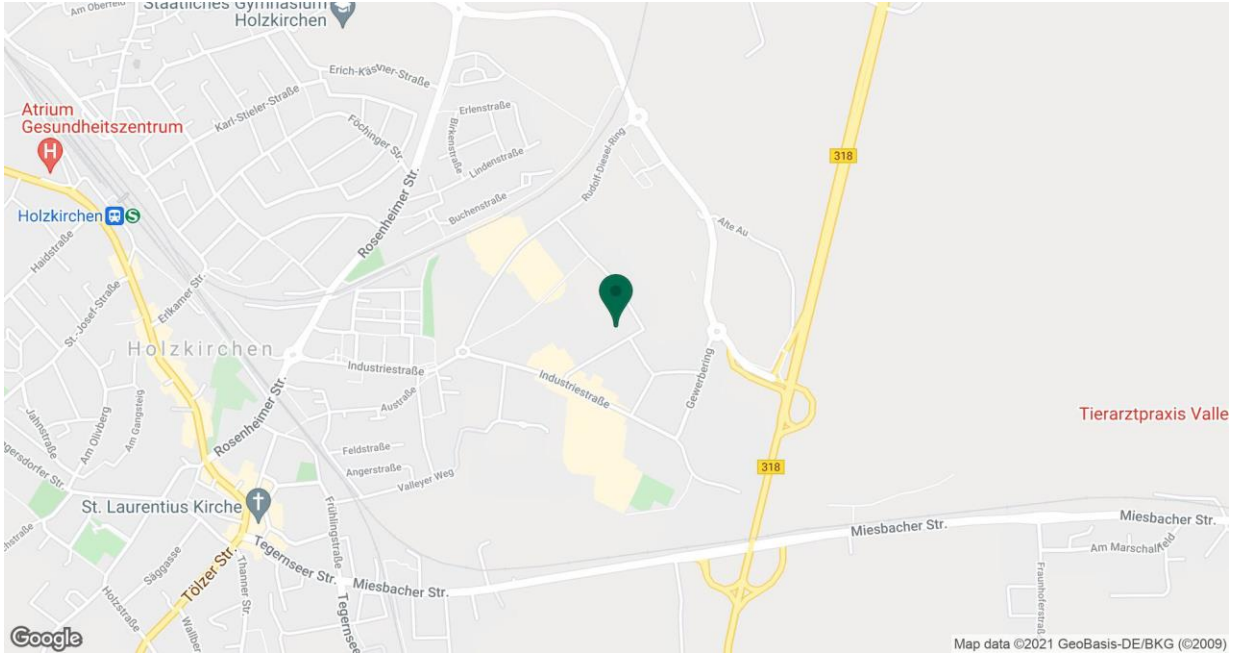 Am Oberfeld
Staatliches Gymnasium
Holzkirchen
Erich-Kästner-Straße
Atrium
Gesundheitszentrum
Karl-Stieler-Straße
Föchinger Str.
Erlenstraße
Birkenstraße
Lindenstraße
Rudolf-Diesel-Ring
318
Holzkirchen
S
Buchenstraße
Rosenheimer Str.
Alte Au
Haidstraße
Erlkamer Str.
St.-Josef-Straße
Holzkirchen
Industriestraße
Industriestraße
Gewerbering
Austraße
Am Gangsteig
Am Olivberg
Jahnstraße
Rosenheimer Str.
Tierarztpraxis Valle
Feldstraße
Angerstraße
Valleyer Weg
318
St. Laurentius Kirche
Frühlingstraße
Miesbacher Str.
Miesbacher Str.
Am Marschallfeld
Tegernseer Str.
Säggasse
Tölzer Str.
Thanner Str.
Miesbacher Str.
Holzstraße
Wallber
Tegernsee
Google
Map data ©2021 GeoBasis-DE/BKG (©2009)